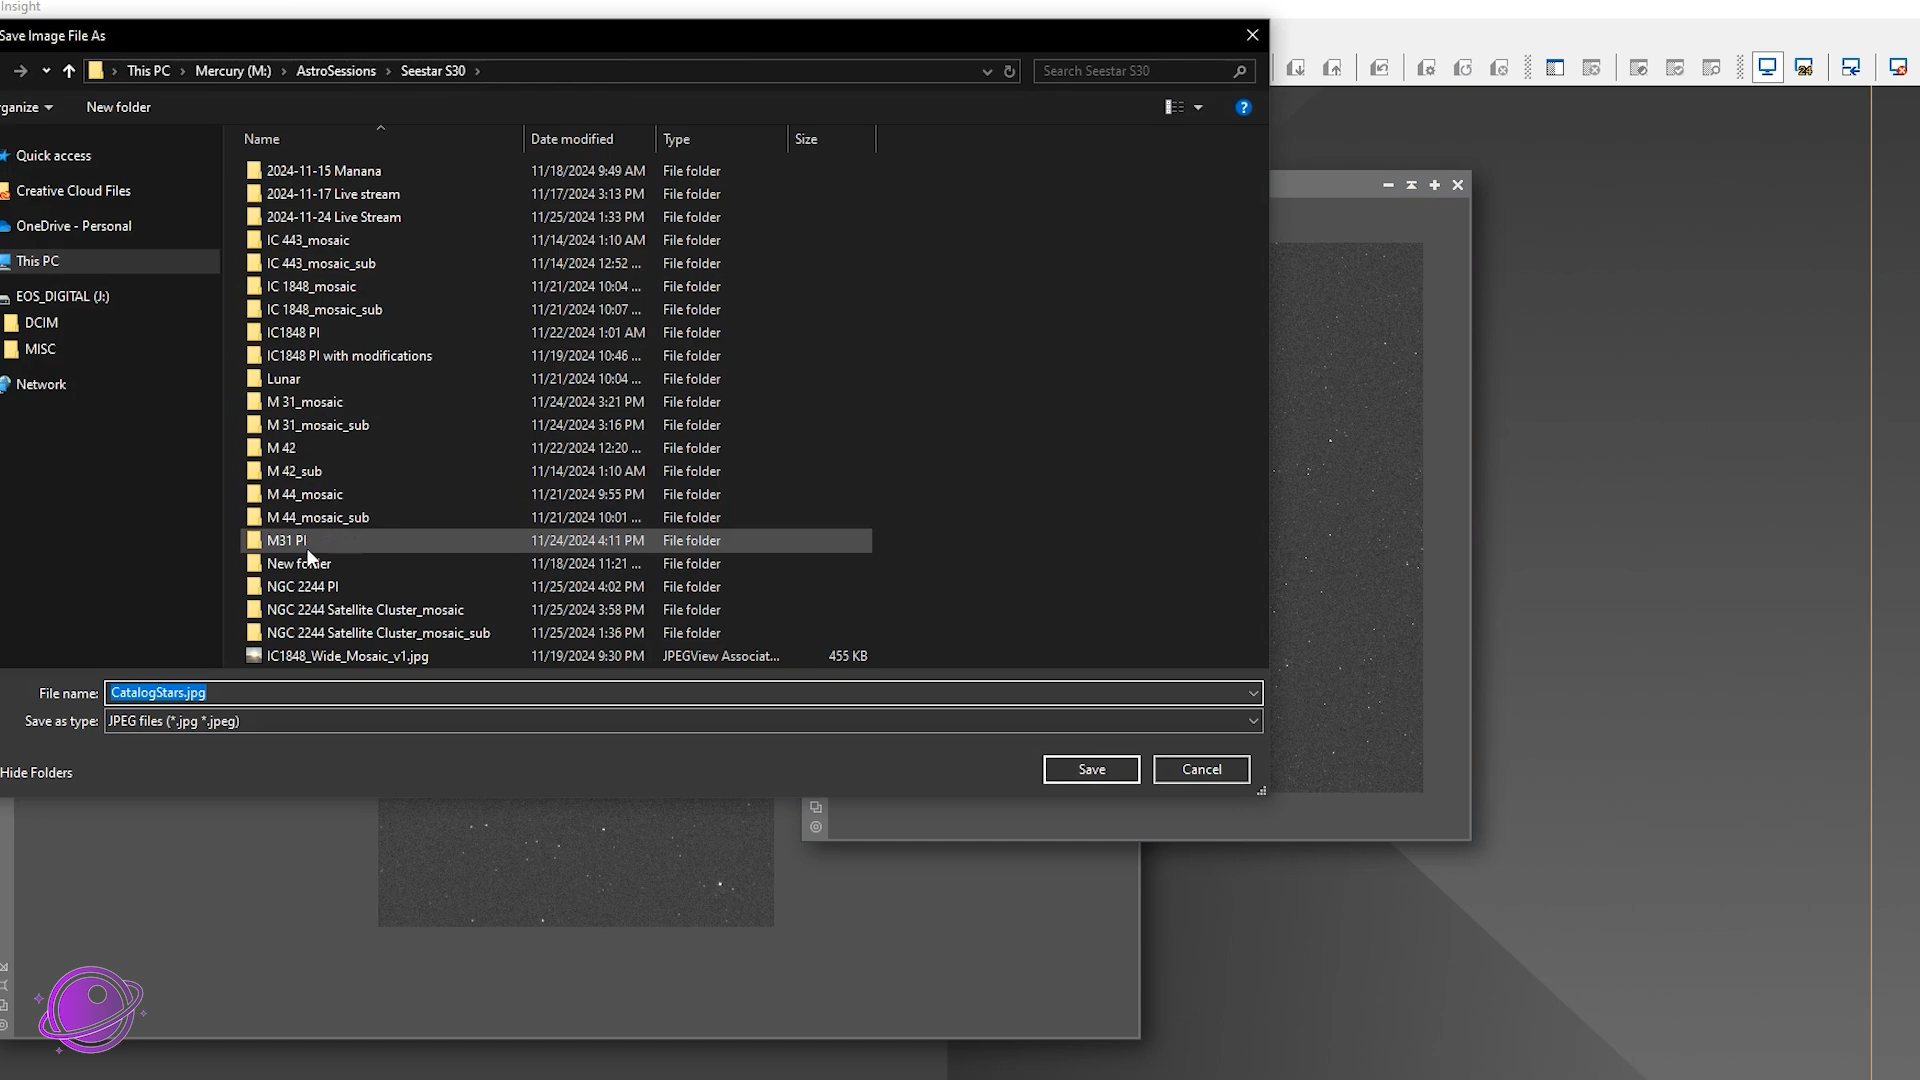 Insight
Save Image File As
This PC > Mercury (M:) > AstroSessions > Seestar S30 >
Search Seestar S30
ganize
New folder
Name
Date modified
Type
Size
Quick access
Creative Cloud Files
OneDrive - Personal
This PC
EOS_DIGITAL (J:)
DCIM
MISC
Network
2024-11-15 Manana 11/18/2024 9:49 AM File folder
2024-11-17 Live stream 11/17/2024 3:13 PM File folder
2024-11-24 Live Stream 11/25/2024 1:33 PM File folder
IC 443_mosaic 11/14/2024 1:10 AM File folder
IC 443_mosaic_sub 11/14/2024 12:52 ... File folder
IC 1848_mosaic 11/21/2024 10:04 ... File folder
IC 1848_mosaic_sub 11/21/2024 10:07 ... File folder
IC1848 PI 11/22/2024 1:01 AM File folder
IC1848 PI with modifications 11/19/2024 10:46 ... File folder
Lunar 11/21/2024 10:04 ... File folder
M 31_mosaic 11/24/2024 3:21 PM File folder
M 31_mosaic_sub 11/24/2024 3:16 PM File folder
M 42 11/22/2024 12:20 ... File folder
M 42_sub 11/14/2024 1:10 AM File folder
M 44_mosaic 11/21/2024 9:55 PM File folder
M 44_mosaic_sub 11/21/2024 10:01 ... File folder
M31 PI 11/24/2024 4:11 PM File folder
New folder 11/18/2024 11:21 ... File folder
NGC 2244 PI 11/25/2024 4:02 PM File folder
NGC 2244 Satellite Cluster_mosaic 11/25/2024 3:58 PM File folder
NGC 2244 Satellite Cluster_mosaic_sub 11/25/2024 1:36 PM File folder
IC1848_Wide_Mosaic_v1.jpg 11/19/2024 9:30 PM JPEGView Associat... 455 KB
File name: CatalogStars.jpg
Save as type: JPEG files (*.jpg *.jpeg)
Hide Folders
Save
Cancel
24